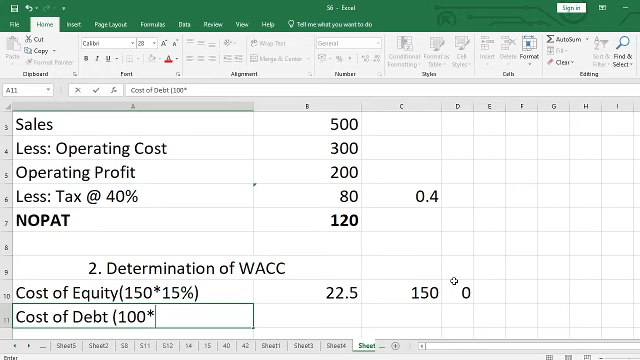 S6 - Excel
Sign in
File Home Insert Page Layout Formulas Data Review View Help Tell me what you want to do
Cut
Copy
Paste
Format Painter
Clipboard
Calibri 28
Font
Wrap Text
Merge & Center
Alignment
Number
Conditional Formatting
Format as Table
Cell Styles
Styles
Insert Delete Format
Cells
AutoSum
Fill
Clear
Sort & Filter
Find & Select
Editing
A11 Cost of Debt (100*
A B C D E F G H I
3 Sales 500
4 Less: Operating Cost 300
5 Operating Profit 200
6 Less: Tax @ 40% 80 0.4
7 NOPAT 120
8
9 2. Determination of WACC
10 Cost of Equity(150*15%) 22.5 150 0
11 Cost of Debt (100*
Sheet5 S8 S11 S12 14 40 42 Sheet1 Sheet2 Sheet3 Sheet4 Sheet